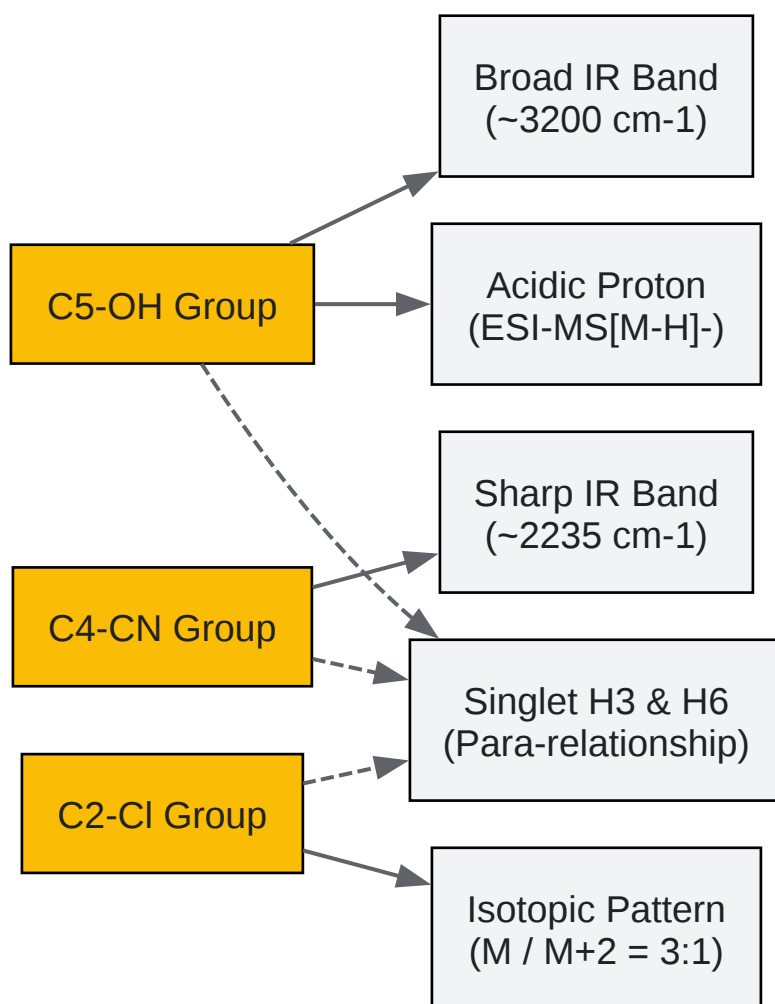 Broad IR Band
(~3200 cm-1)
C5-OH Group
Acidic Proton
(ESI-MS[M-H]-)
Sharp IR Band
(~2235 cm-1)
C4-CN Group
Singlet H3 & H6
(Para-relationship)
C2-Cl Group
Isotopic Pattern
(M / M+2 = 3:1)